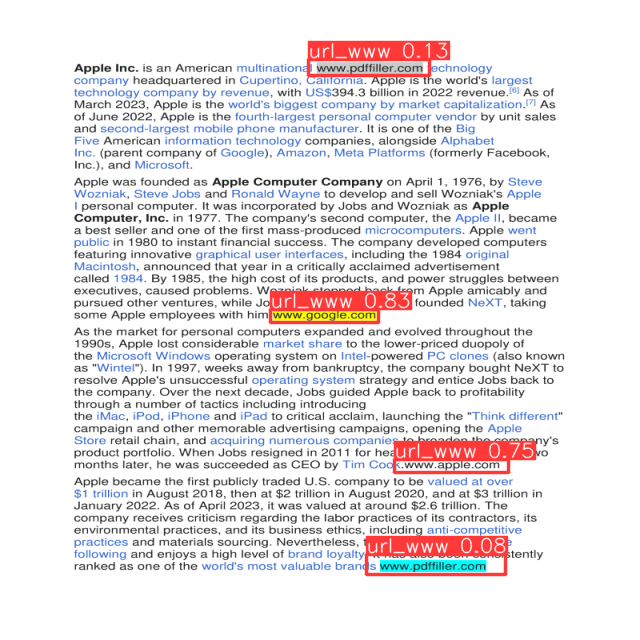 url_www 0.13
Apple Inc. is an American multinational www.pdffiller.com technology
company headquartered in Cupertino, California. Apple is the world's largest
technology company by revenue, with US$394.3 billion in 2022 revenue.[6] As of
March 2023, Apple is the world's biggest company by market capitalization.[7] As
of June 2022, Apple is the fourth-largest personal computer vendor by unit sales
and second-largest mobile phone manufacturer. It is one of the Big
Five American information technology companies, alongside Alphabet
Inc. (parent company of Google), Amazon, Meta Platforms (formerly Facebook,
Inc.), and Microsoft.
Apple was founded as Apple Computer Company on April 1, 1976, by Steve
Wozniak, Steve Jobs and Ronald Wayne to develop and sell Wozniak's Apple
I personal computer. It was incorporated by Jobs and Wozniak as Apple
Computer, Inc. in 1977. The company's second computer, the Apple II, became
a best seller and one of the first mass-produced microcomputers. Apple went
public in 1980 to instant financial success. The company developed computers
featuring innovative graphical user interfaces, including the 1984 original
Macintosh, announced that year in a critically acclaimed advertisement
called 1984. By 1985, the high cost of its products, and power struggles between
executives, caused problems. Wozniak stepped back from Apple amicably and
pursued other ventures, while Jo url_www 0.83 founded NeXT, taking
some Apple employees with him www.google.com
As the market for personal computers expanded and evolved throughout the
1990s, Apple lost considerable market share to the lower-priced duopoly of
the Microsoft Windows operating system on Intel-powered PC clones (also known
as "Wintel"). In 1997, weeks away from bankruptcy, the company bought NeXT to
resolve Apple's unsuccessful operating system strategy and entice Jobs back to
the company. Over the next decade, Jobs guided Apple back to profitability
through a number of tactics including introducing
the iMac, iPod, iPhone and iPad to critical acclaim, launching the "Think different"
campaign and other memorable advertising campaigns, opening the Apple
Store retail chain, and acquiring numerous companies to broaden the company's
product portfolio. When Jobs resigned in 2011 for hea url_www 0.75 wo
months later, he was succeeded as CEO by Tim Cook.www.apple.com
Apple became the first publicly traded U.S. company to be valued at over
$1 trillion in August 2018, then at $2 trillion in August 2020, and at $3 trillion in
January 2022. As of April 2023, it was valued at around $2.6 trillion. The
company receives criticism regarding the labor practices of its contractors, its
environmental practices, and its business ethics, including anti-competitive
practices and materials sourcing. Nevertheless, url_www 0.08
following and enjoys a high level of brand loyalty. It has also been consistently
ranked as one of the world's most valuable brands www.pdffiller.com